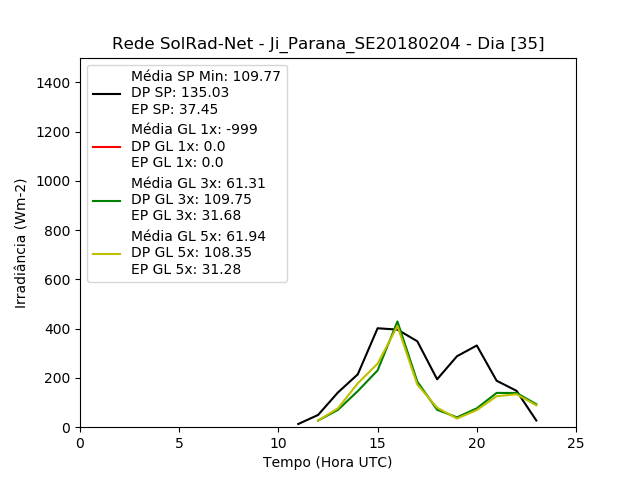 Rede SolRad-Net - Ji_Parana_SE20180204 - Dia [35]
Média SP Min: 109.77
DP SP: 135.03
EP SP: 37.45
Média GL 1x: -999
DP GL 1x: 0.0
EP GL 1x: 0.0
Média GL 3x: 61.31
DP GL 3x: 109.75
EP GL 3x: 31.68
Média GL 5x: 61.94
DP GL 5x: 108.35
EP GL 5x: 31.28
Irradiância (Wm-2)
1400
1200
1000
800
600
400
200
0
0 5 10 15 20 25
Tempo (Hora UTC)